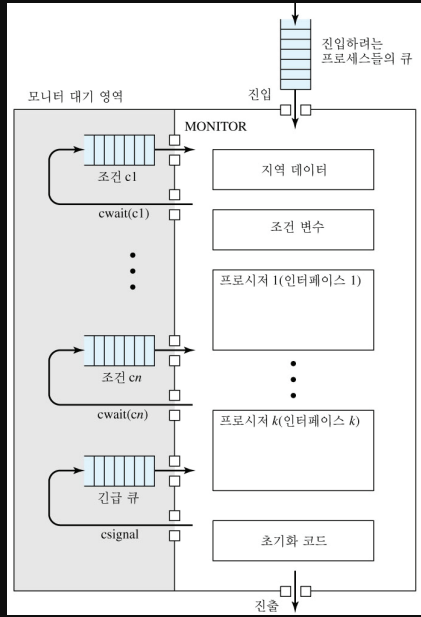 진입하려는
프로세스들의 큐
진입
모니터 대기 영역
MONITOR
조건 c1
cwait(c1)
지역 데이터
조건 변수
프로시저 1(인터페이스 1)
조건 cn
cwait(cn)
프로시저 k(인터페이스 k)
긴급 큐
csignal
초기화 코드
진출